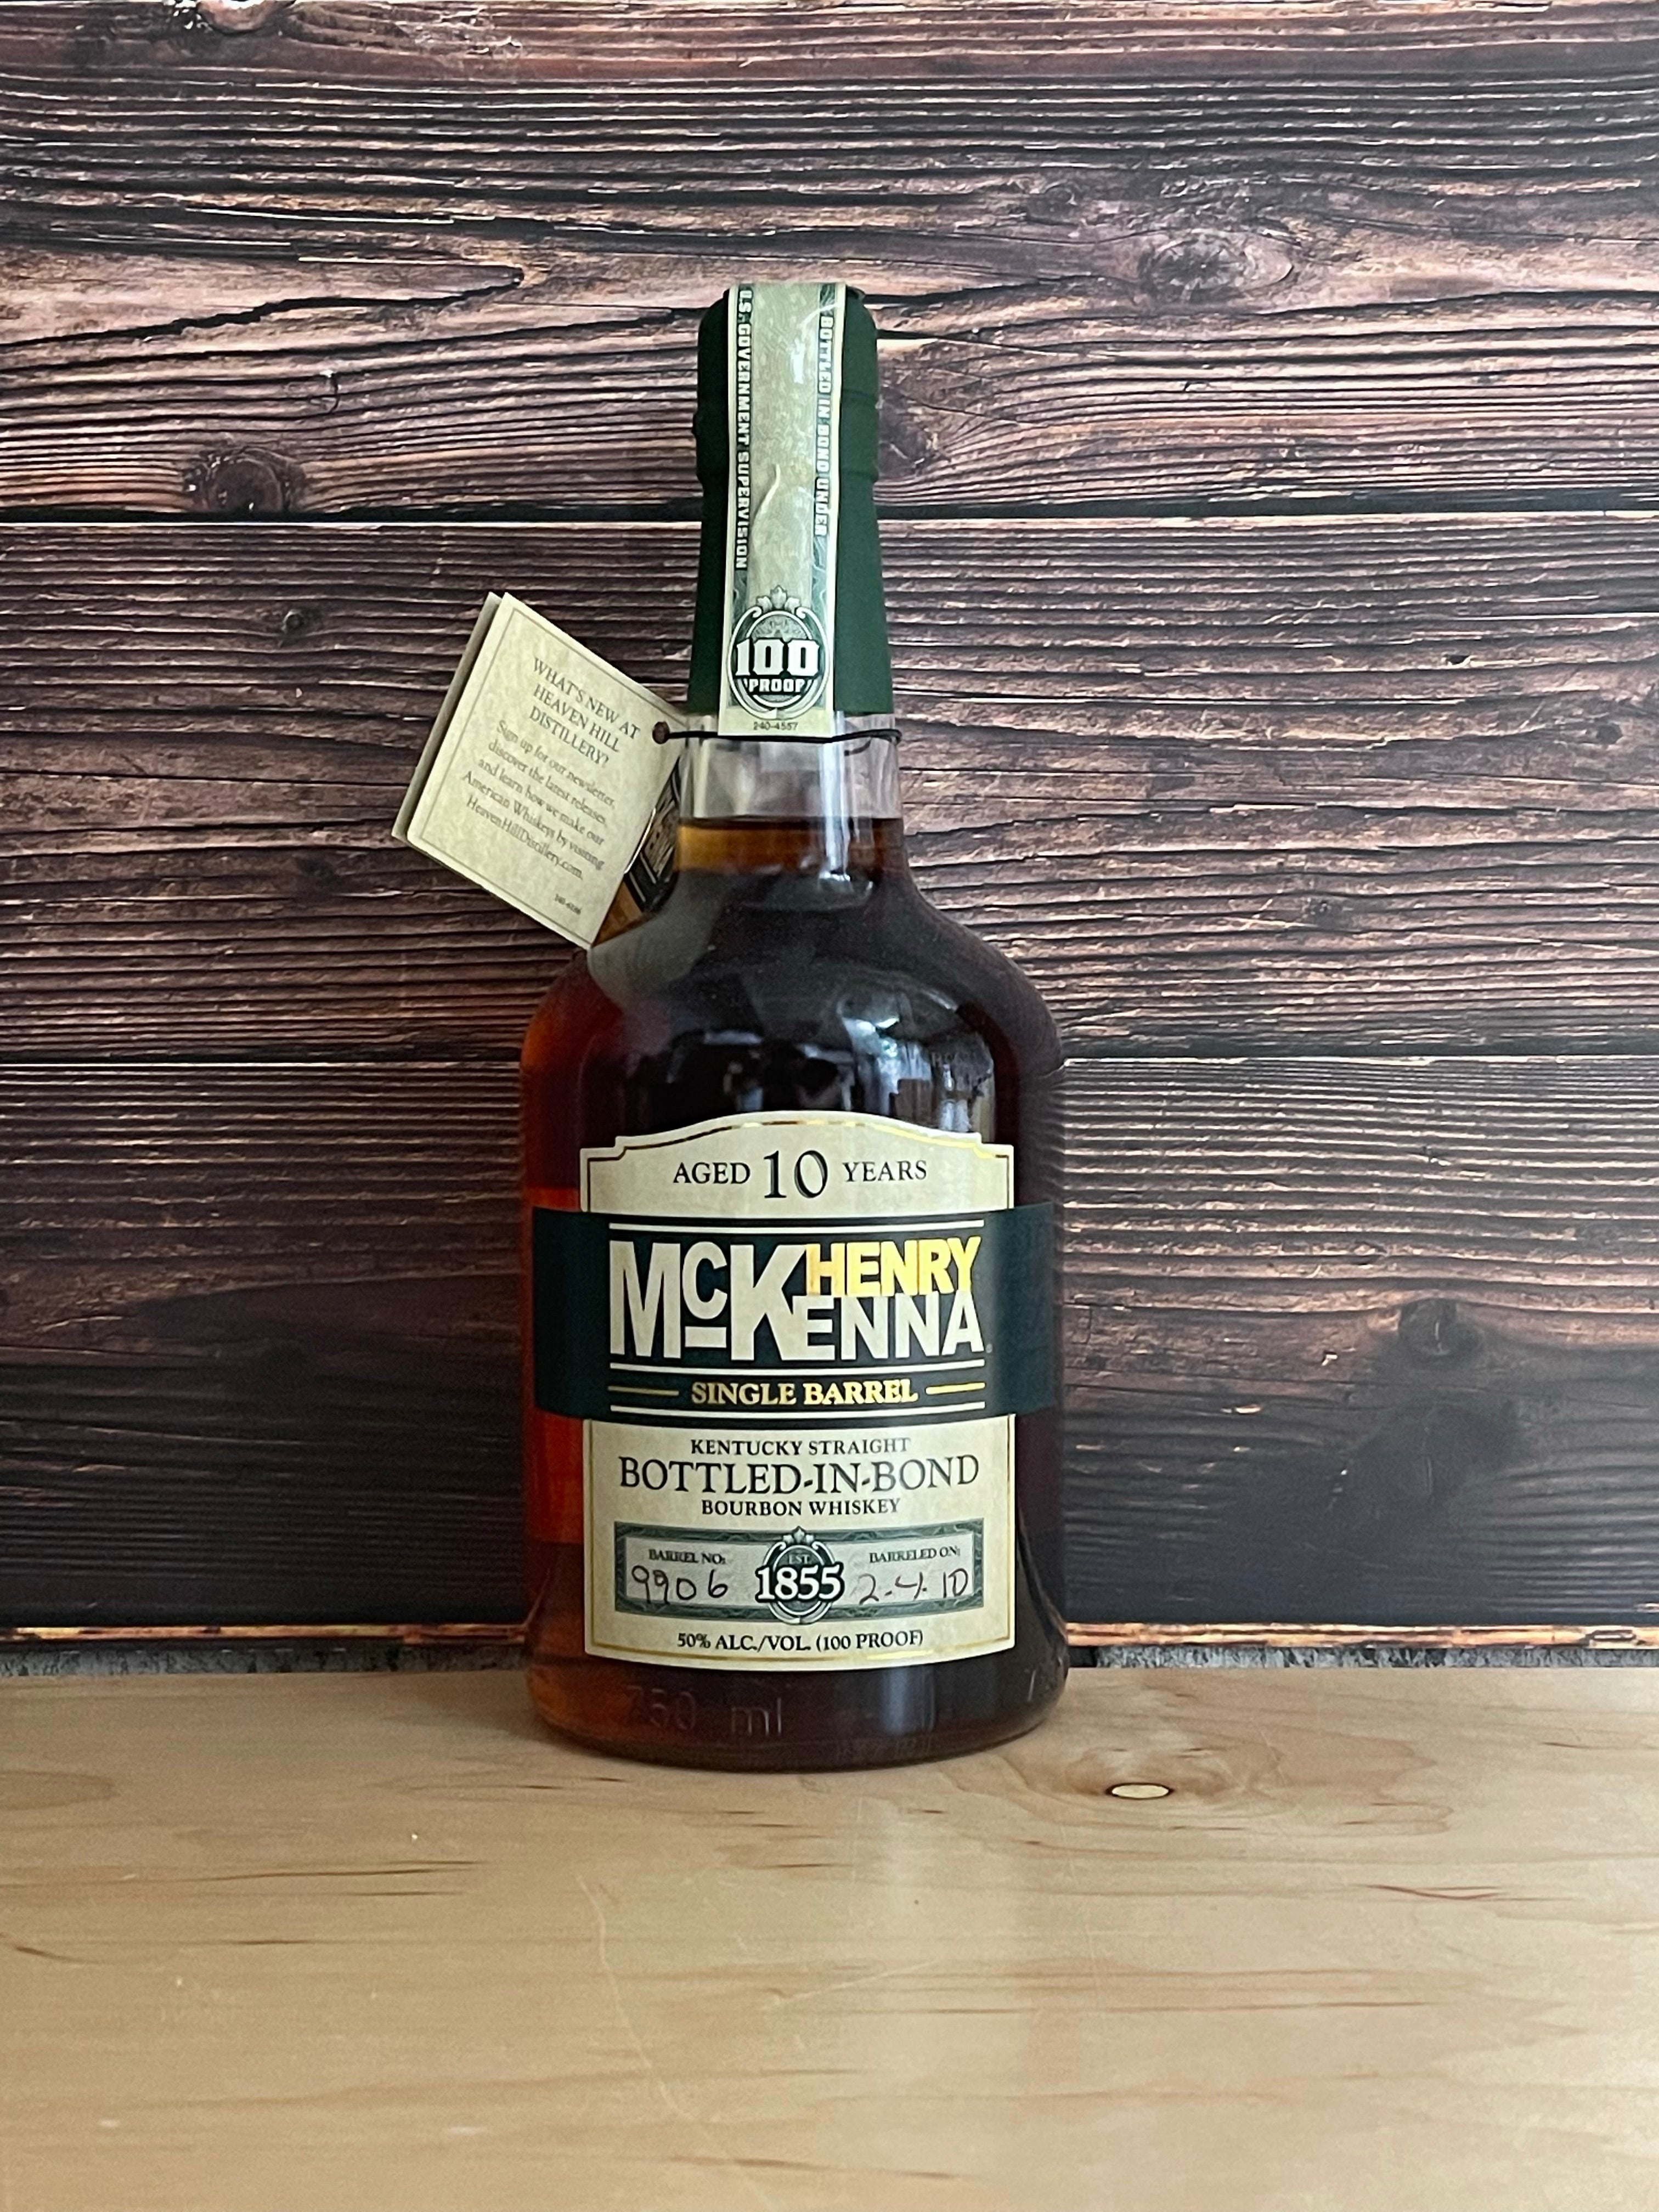 U.S. GOVERNMENT SUPERVISION
BOTTLED IN BOND UNDER
100
PROOF
240-4557
WHAT'S NEW AT
HEAVEN HILL
DISTILLERY?
Sign up for our newsletter,
discover the latest releases,
and learn how we make our
American Whiskeys by visiting
HeavenHillDistillery.com.
AGED 10 YEARS
HENRY
McKENNA
SINGLE BARREL
KENTUCKY STRAIGHT
BOTTLED-IN-BOND
BOURBON WHISKEY
BARREL NO:
9906
EST.
1855
BARRELED ON:
2-4-10
50% ALC./VOL. (100 PROOF)
750 ml